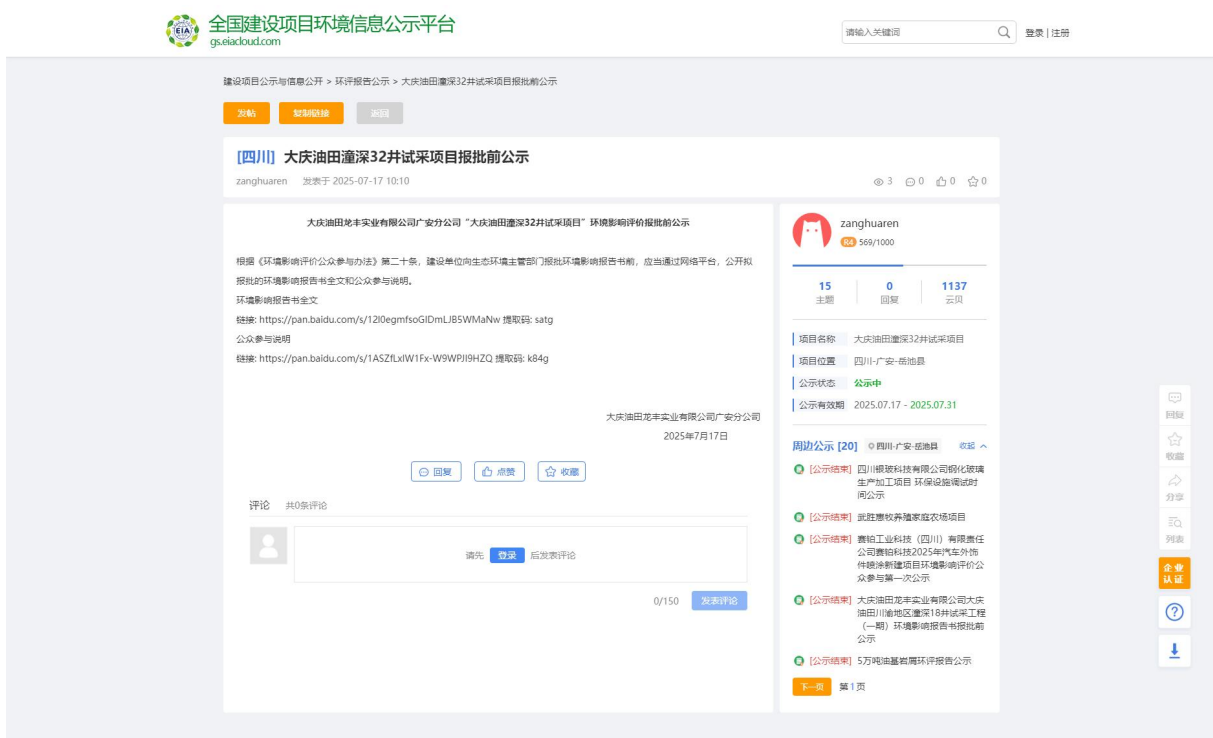 全国建设项目环境信息公示平台
gs.eiacloud.com
请输入关键词
登录 | 注册
建设项目公示与信息公开 > 环评报告公示 > 大庆油田潼深32井试采项目报批前公示
发帖 复制链接 返回
[四川] 大庆油田潼深32井试采项目报批前公示
zanghuaren 发表于 2025-07-17 10:10
3 0 0 0
大庆油田龙丰实业有限公司广安分公司“大庆油田潼深32井试采项目”环境影响评价报批前公示
根据《环境影响评价公众参与办法》第二十条，建设单位向生态环境主管部门报批环境影响报告书前，应当通过网络平台，公开拟
报批的环境影响报告书全文和公众参与说明。
环境影响报告书全文
链接: https://pan.baidu.com/s/12l0egmfsoGIDmLJB5WMaNw 提取码: satg
公众参与说明
链接: https://pan.baidu.com/s/1ASZfLxlW1Fx-W9WPJI9HZQ 提取码: k84g
大庆油田龙丰实业有限公司广安分公司
2025年7月17日
回复 点赞 收藏
评论 共0条评论
请先 登录 后发表评论
0/150 发表评论
zanghuaren
R4 569/1000
15 0 1137
主题 回复 云贝
项目名称 大庆油田潼深32井试采项目
项目位置 四川-广安-岳池县
公示状态 公示中
公示有效期 2025.07.17 - 2025.07.31
周边公示 [20] 四川-广安-岳池县 收起
[公示结束] 四川银玻科技有限公司钢化玻璃
生产加工项目 环保设施调试时
间公示
[公示结束] 武胜惠牧养殖家庭农场项目
[公示结束] 赛铂工业科技（四川）有限责任
公司赛铂科技2025年汽车外饰
件喷涂新建项目环境影响评价公
众参与第一次公示
[公示结束] 大庆油田龙丰实业有限公司大庆
油田川渝地区潼深18井试采工程
（一期）环境影响报告书报批前
公示
[公示结束] 5万吨油基岩屑环评报告公示
下一页 第1页
回复
收藏
分享
列表
企业
认证